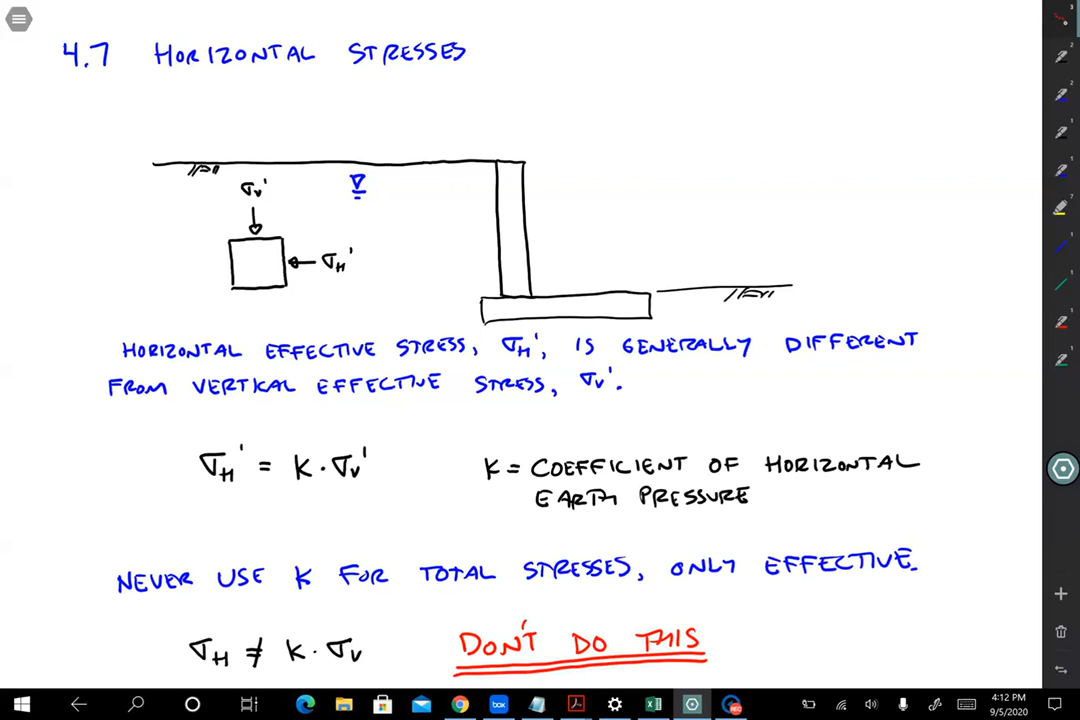 4.7 HORIZONTAL STRESSES
σv'
σH'
HORIZONTAL EFFECTIVE STRESS, σH', IS GENERALLY DIFFERENT
FROM VERTICAL EFFECTIVE STRESS, σv'.
σH' = K · σv'
K = COEFFICIENT OF HORIZONTAL
EARTH PRESSURE
NEVER USE K FOR TOTAL STRESSES, ONLY EFFECTIVE.
σH ≠ K · σv
DON'T DO THIS
box
REC
4:12 PM
9/5/2020